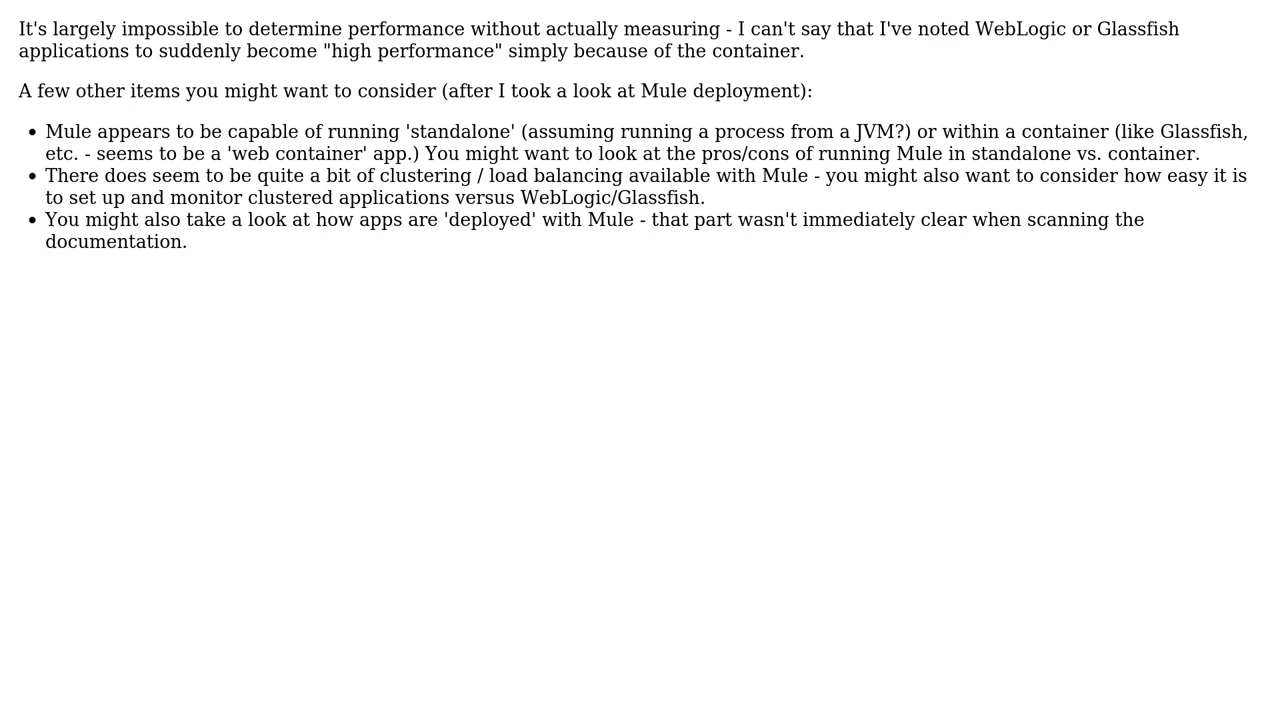 It's largely impossible to determine performance without actually measuring - I can't say that I've noted WebLogic or Glassfish
applications to suddenly become "high performance" simply because of the container.
A few other items you might want to consider (after I took a look at Mule deployment):
• Mule appears to be capable of running 'standalone' (assuming running a process from a JVM?) or within a container (like Glassfish,
etc. - seems to be a 'web container' app.) You might want to look at the pros/cons of running Mule in standalone vs. container.
• There does seem to be quite a bit of clustering / load balancing available with Mule - you might also want to consider how easy it is
to set up and monitor clustered applications versus WebLogic/Glassfish.
• You might also take a look at how apps are 'deployed' with Mule - that part wasn't immediately clear when scanning the
documentation.